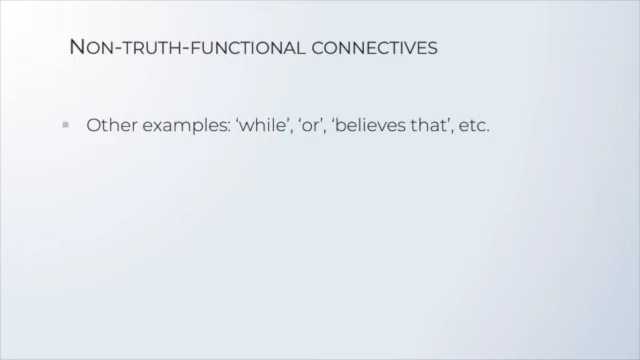 Non-truth-functional connectives
Other examples: ‘while’, ‘or’, ‘believes that’, etc.